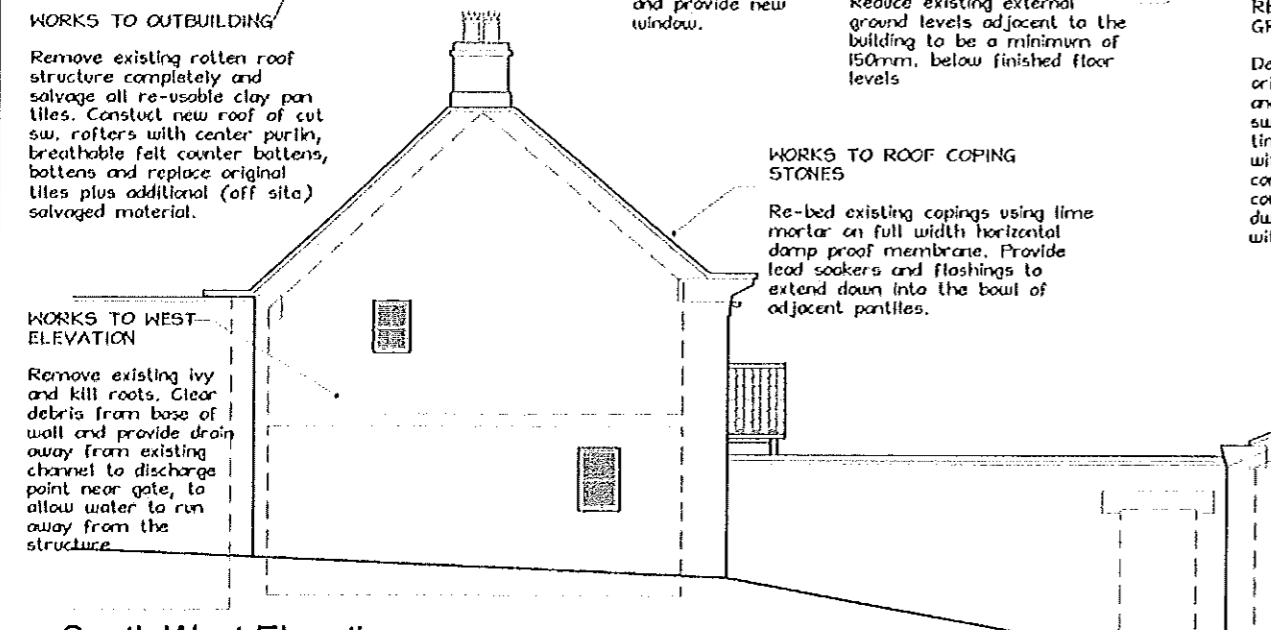 WORKS TO OUTBUILDING
Remove existing rotten roof
structure completely and
salvage all re-usable clay pan
tiles. Constuct new roof of cut
sw. rafters with center purlin,
breathable felt counter battens,
battens and replace original
tiles plus additional (off site)
salvaged material.
and provide new
window.
Reduce existing external
ground levels adjacent to the
building to be a minimum of
150mm. below finished floor
levels
WORKS TO ROOF COPING
STONES
Re-bed existing copings using lime
mortar on full width horizontal
damp proof membrane. Provide
lead soakers and flashings to
extend down into the bowl of
adjacent pantiles.
WORKS TO WEST
ELEVATION
Remove existing ivy
and kill roots. Clear
debris from base of
wall and provide drain
away from existing
channel to discharge
point near gate, to
allow water to run
away from the
structure